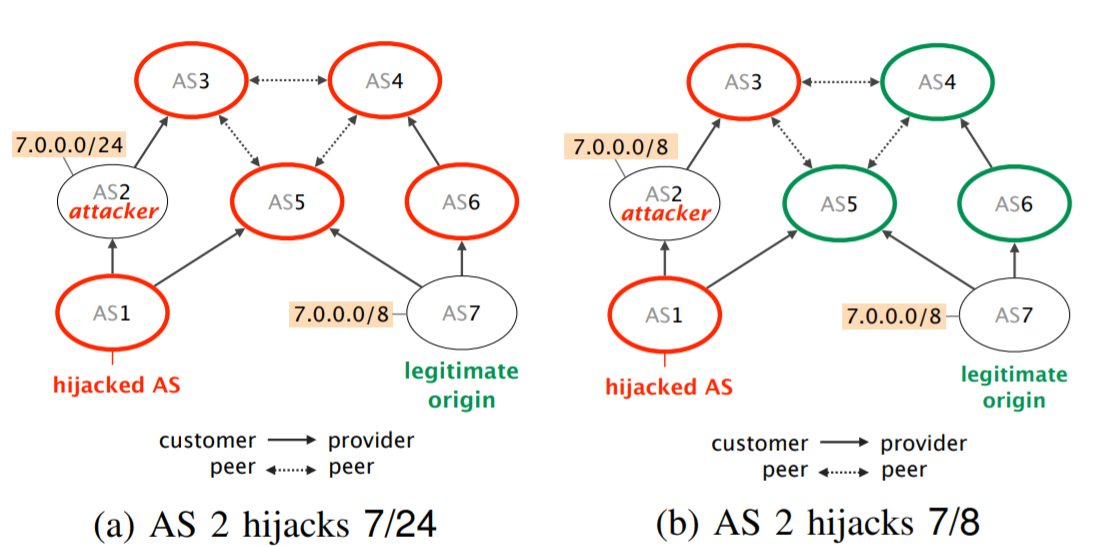 AS3
AS4
7.0.0.0/24
AS2
attacker
AS5
AS6
AS1
7.0.0.0/8
AS7
hijacked AS
legitimate
origin
customer provider
peer peer
(a) AS 2 hijacks 7/24
AS3
AS4
7.0.0.0/8
AS2
attacker
AS5
AS6
AS1
7.0.0.0/8
AS7
hijacked AS
legitimate
origin
customer provider
peer peer
(b) AS 2 hijacks 7/8